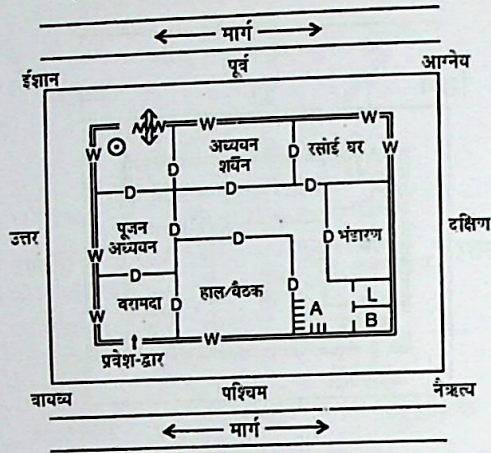 मार्ग
ईशान पूर्व आग्नेय
W W
W अध्ययन D रसोई घर W
शयन
D
D D D
उत्तर पूजन D D भंडारण दक्षिण
अध्ययन D
W D
वरामदा D हाल/बैठक D L
W A B
W
प्रवेश-द्वार
वायव्य पश्चिम नैऋत्य
मार्ग